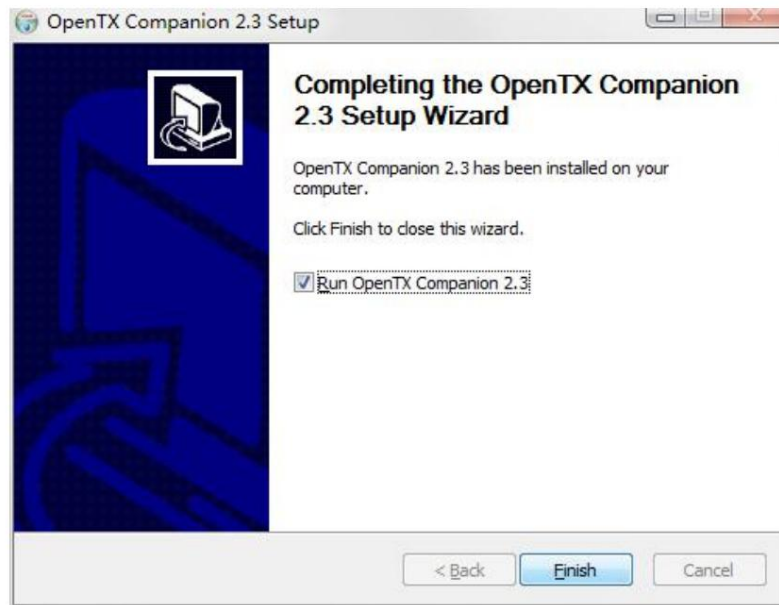 OpenTX Companion 2.3 Setup
Completing the OpenTX Companion
2.3 Setup Wizard
OpenTX Companion 2.3 has been installed on your
computer.
Click Finish to close this wizard.
Run OpenTX Companion 2.3
< Back
Finish
Cancel